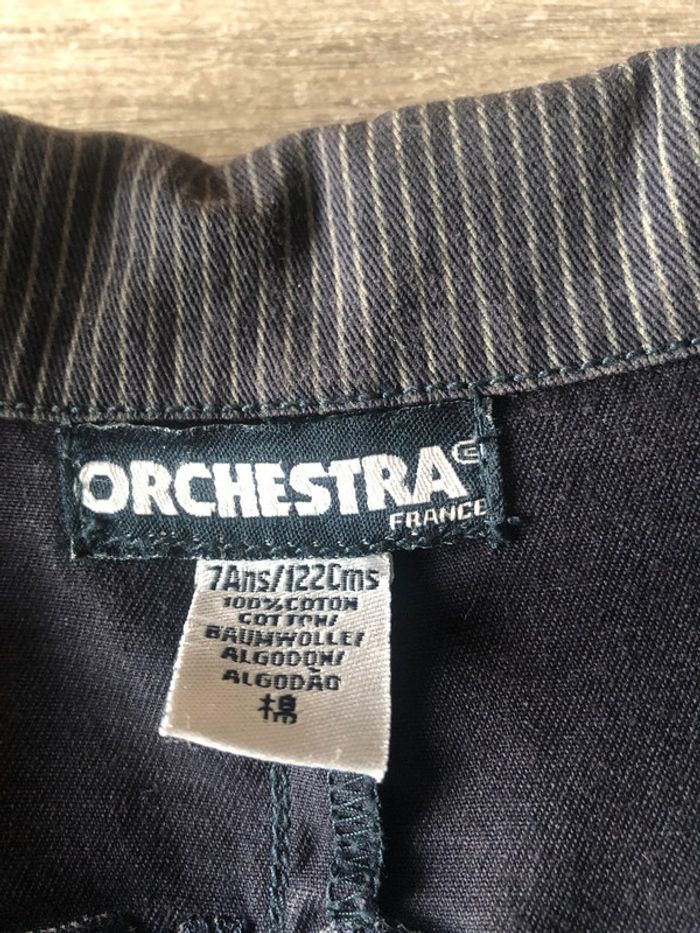 ORCHESTRA
FRANCE
7Ans/122Cms
100%COTON
COTTON/
BAUMWOLLE/
ALGODON/
ALGODÃO
棉